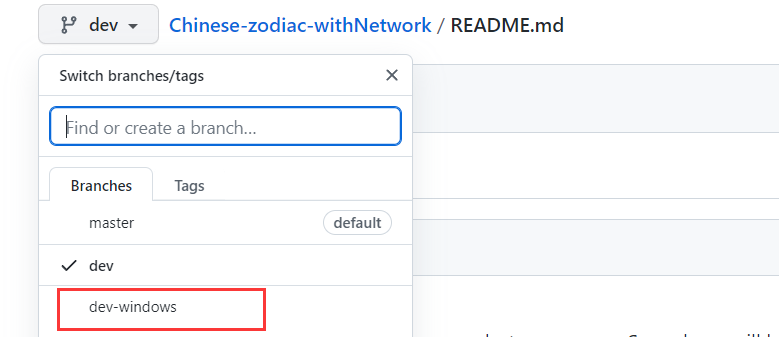 dev Chinese-zodiac-withNetwork / README.md
Switch branches/tags
Find or create a branch...
Branches Tags
master default
dev
dev-windows